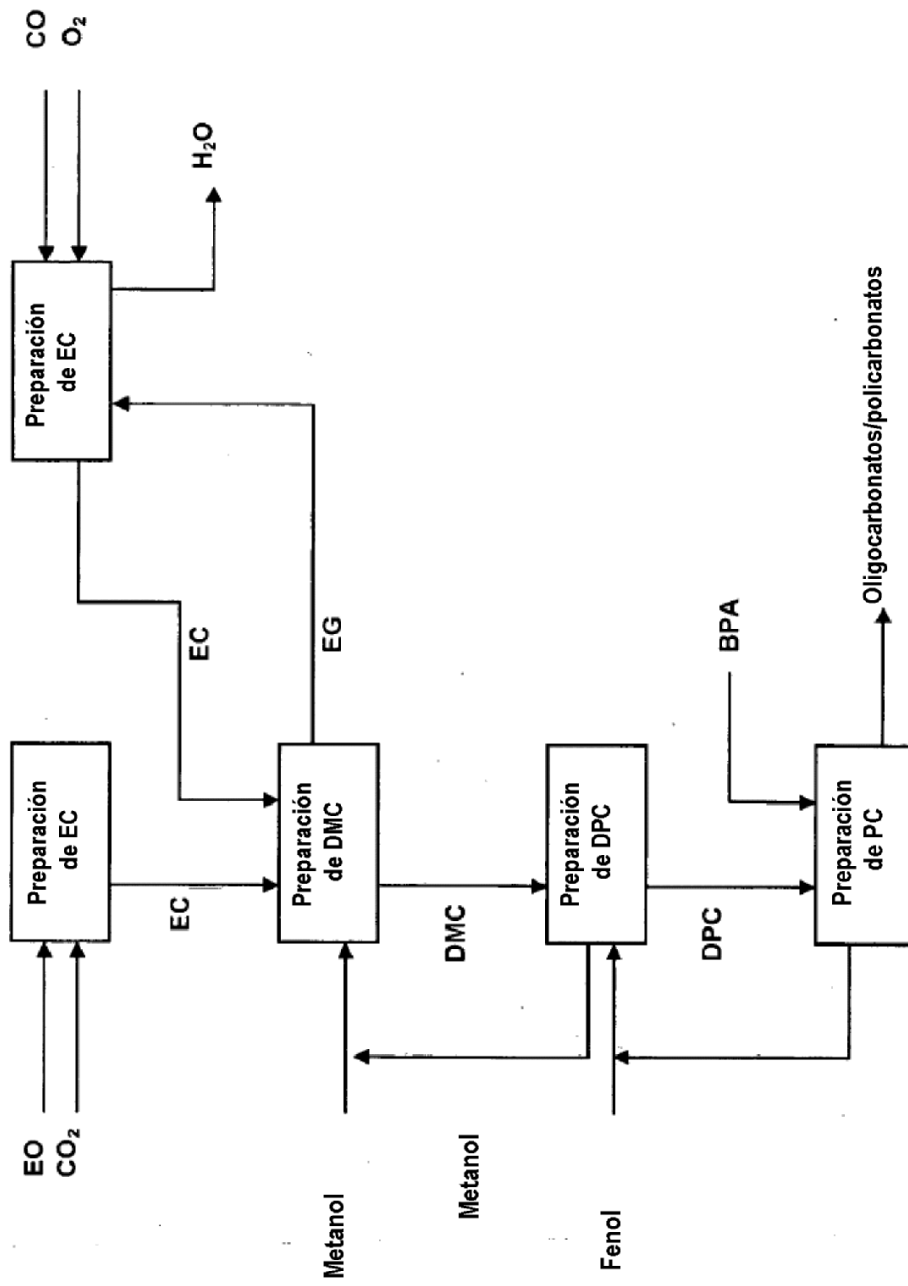 EO
CO₂
Preparación
de EC
EC
Metanol
Preparación
de DMC
EC
EG
Preparación
de EC
CO
O₂
H₂O
DMC
Metanol
Fenol
Preparación
de DPC
DPC
BPA
Preparación
de PC
Oligocarbonatos/policarbonatos